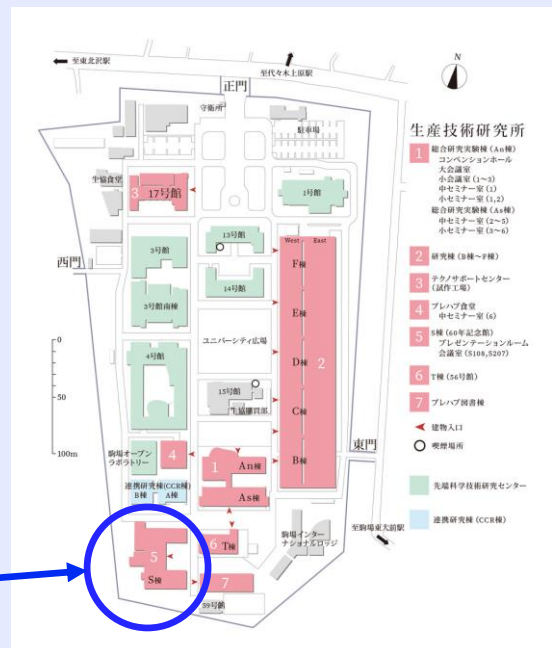 至東北沢駅
至代々木上原駅
正門
N
守衛所
駐車場
生協食堂
3
17号館
1号館
13号館
3号館
西門
14号館
3号館南棟
West East
F棟
E棟
ユニバーシティ広場
D棟
2
4号館
15号館
生協購買部
C棟
B棟
東門
駒場オープン
ラボラトリー
4
1
An棟
As棟
連携研究棟(CCR棟)
B棟 A棟
6 T棟
駒場インター
ナショナルロッジ
至駒場東大前駅
5
S棟
7
59号館
0
50
100m
生産技術研究所
1 総合研究実験棟 (An棟)
コンベンションホール
大会議室
小会議室 (1～3)
中セミナー室 (1)
小セミナー室 (1,2)
総合研究実験棟 (As棟)
中セミナー室 (2～5)
小セミナー室 (3～6)
2 研究棟 (B棟～F棟)
3 テクノサポートセンター
(試作工場)
4 プレハブ食堂
中セミナー室 (6)
5 S棟 (60年記念館)
プレゼンテーションルーム
会議室 (S108,S207)
6 T棟 (56号館)
7 プレハブ図書棟
建物入口
喫煙場所
先端科学技術研究センター
連携研究棟 (CCR棟)